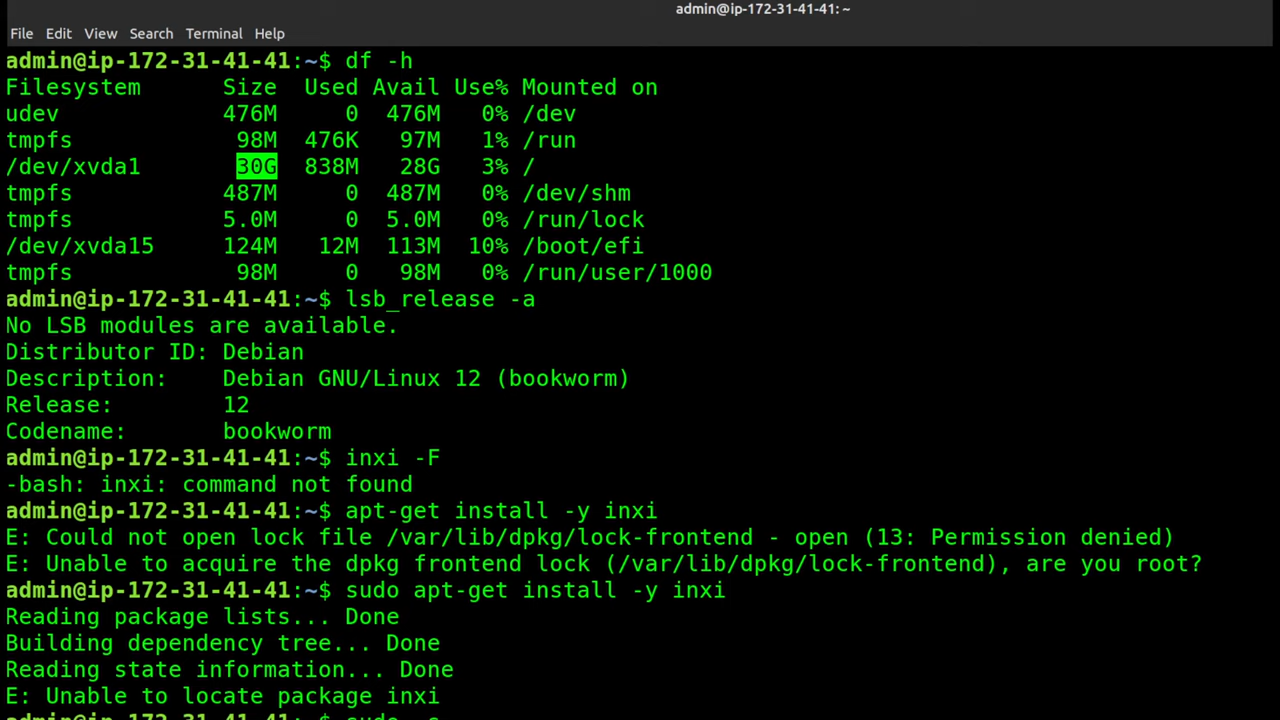 admin@ip-172-31-41-41: ~
File Edit View Search Terminal Help
admin@ip-172-31-41-41:~$ df -h
Filesystem      Size  Used Avail Use% Mounted on
udev            476M     0  476M   0% /dev
tmpfs            98M  476K   97M   1% /run
/dev/xvda1       30G  838M   28G   3% /
tmpfs           487M     0  487M   0% /dev/shm
tmpfs           5.0M     0  5.0M   0% /run/lock
/dev/xvda15     124M   12M  113M  10% /boot/efi
tmpfs            98M     0   98M   0% /run/user/1000
admin@ip-172-31-41-41:~$ lsb_release -a
No LSB modules are available.
Distributor ID: Debian
Description:    Debian GNU/Linux 12 (bookworm)
Release:        12
Codename:       bookworm
admin@ip-172-31-41-41:~$ inxi -F
-bash: inxi: command not found
admin@ip-172-31-41-41:~$ apt-get install -y inxi
E: Could not open lock file /var/lib/dpkg/lock-frontend - open (13: Permission denied)
E: Unable to acquire the dpkg frontend lock (/var/lib/dpkg/lock-frontend), are you root?
admin@ip-172-31-41-41:~$ sudo apt-get install -y inxi
Reading package lists... Done
Building dependency tree... Done
Reading state information... Done
E: Unable to locate package inxi